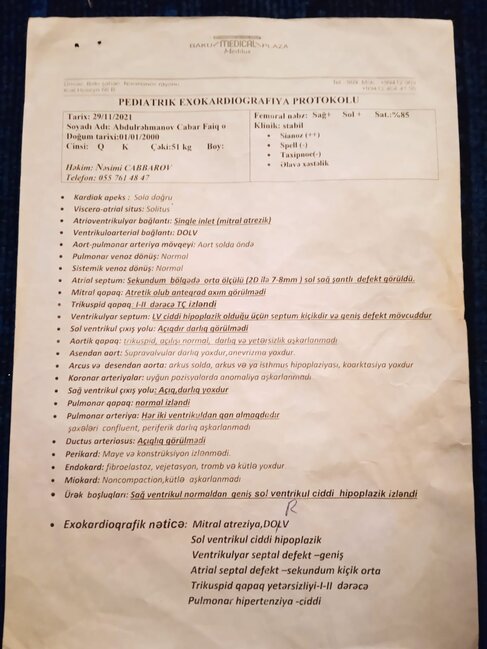 BAKU MEDICAL PLAZA
PEDIATRIK EXOKARDIOGRAFIYA PROTOKOLU
Tarix: 29/11/2021
Soyadı Adı: Abdulrəhmanov Cabar Faiq o
Doğum tarixi:01/01/2000
Cinsi: Q K Çəki:51 kg Boy:
Həkim: Nəsimi CABBAROV
Telefon: 055 761 48 47
Femoral nəbz: Sağ+ Sol + Sat.:%85
Klinik: stabil
• Sianoz (++)
• Spell (-)
• Taxipnoe(-)
• Əlavə xəstəlik
• Kardiak apeks : Solo doğru
• Viscero-atrial situs: Solitus
• Atrioventrikulyar bağlantı: Single inlet (mitral atrezik)
• Ventrikuloarterial bağlantı: DOLV
• Aort-pulmonar arteriya mövqeyi: Aort solda öndə
• Pulmonar venoz dönüş: Normal
• Sistemik venoz dönüş: Normal
• Atrial septum: Sekundum bölgədə orta ölçülü (2D ilə 7-8mm ) sol sağ şantlı defekt görüldü.
• Mitral qapaq: Atretik olub antegrad axım görülmədi
• Trikuspid qapaq: I-II dərəcə TÇ izləndi
• Ventrikulyar septum: LV ciddi hipoplazik olduğu üçün septum kiçikdir və geniş defekt mövcuddur
• Sol ventrikul çıxış yolu: Açıqdır darlıq görülmədi
• Aortik qapaq: trikuspid, açılışı normal, darlıq və yetərsizlik aşkarlanmadı
• Asendan aort: Supravalvular darlıq yoxdur,anevrizma yoxdur.
• Arcus və desendan aorta: arkus solda, arkus və ya isthmus hipoplaziyası, koarktasiya yoxdur
• Koronar arteriyalar: uyğun pozisyalarda anomaliya aşkarlanmadı
• Sağ ventrikul çıxış yolu: Açıq,darlıq yoxdur
• Pulmonar qapaq: normal izləndi
• Pulmonar arteriya: Hər iki ventrikuldan qan almaqdadır
şaxələri confluent, periferik darlıq aşkarlanmadı
• Ductus arteriasus: Açıqlıq görülmədi
• Perikard: Maye və konstrüksiyon izlənmədi.
• Endokard: fibroelastoz, vejetasyan, tromb və kütlə yoxdur
• Miokard: Noncompaction,kütlə aşkarlanmadı
• Ürək boşluqları: Sağ ventrikul normaldan geniş sol ventrikul ciddi hipoplazik izləndi
R
• Exokardioqrafik nəticə: Mitral atreziya,DOLV
Sol ventrikul ciddi hipoplazik
Ventrikulyar septal defekt –geniş
Atrial septal defekt –sekundum kiçik orta
Trikuspid qapaq yetərsizliyi-I-II dərəcə
Pulmonar hipertenziya -ciddi